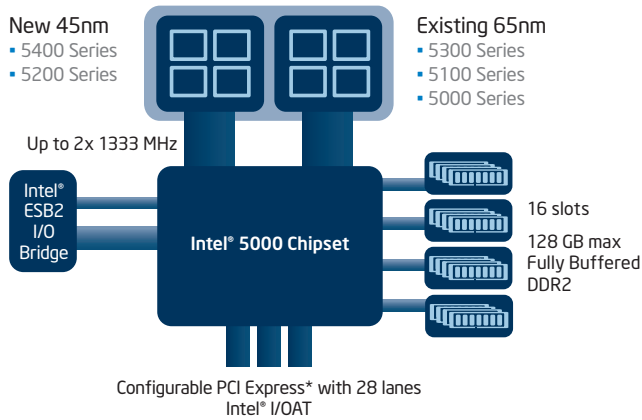 New 45nm
▪ 5400 Series
▪ 5200 Series
Existing 65nm
▪ 5300 Series
▪ 5100 Series
▪ 5000 Series
Up to 2x 1333 MHz
Intel®
ESB2
I/O
Bridge
Intel® 5000 Chipset
16 slots
128 GB max
Fully Buffered
DDR2
Configurable PCI Express* with 28 lanes
Intel® I/OAT